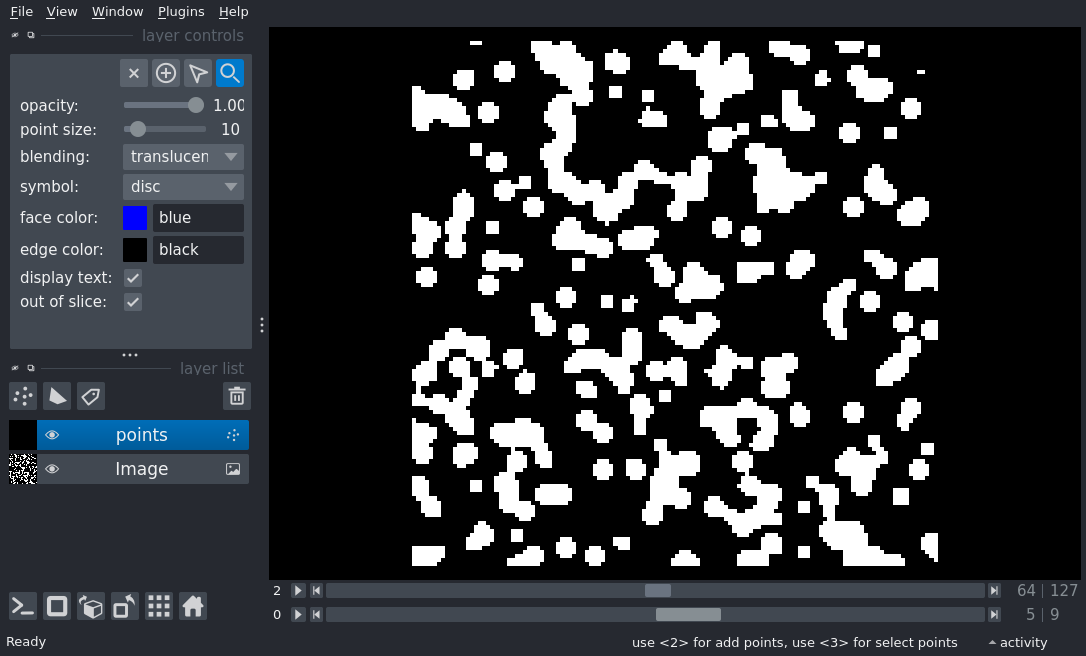 File View Window Plugins Help
layer controls
opacity: 1.00
point size: 10
blending: translucen
symbol: disc
face color: blue
edge color: black
display text:
out of slice:
layer list
points
Image
2 64 127
0 5 9
Ready use <2> for add points, use <3> for select points activity